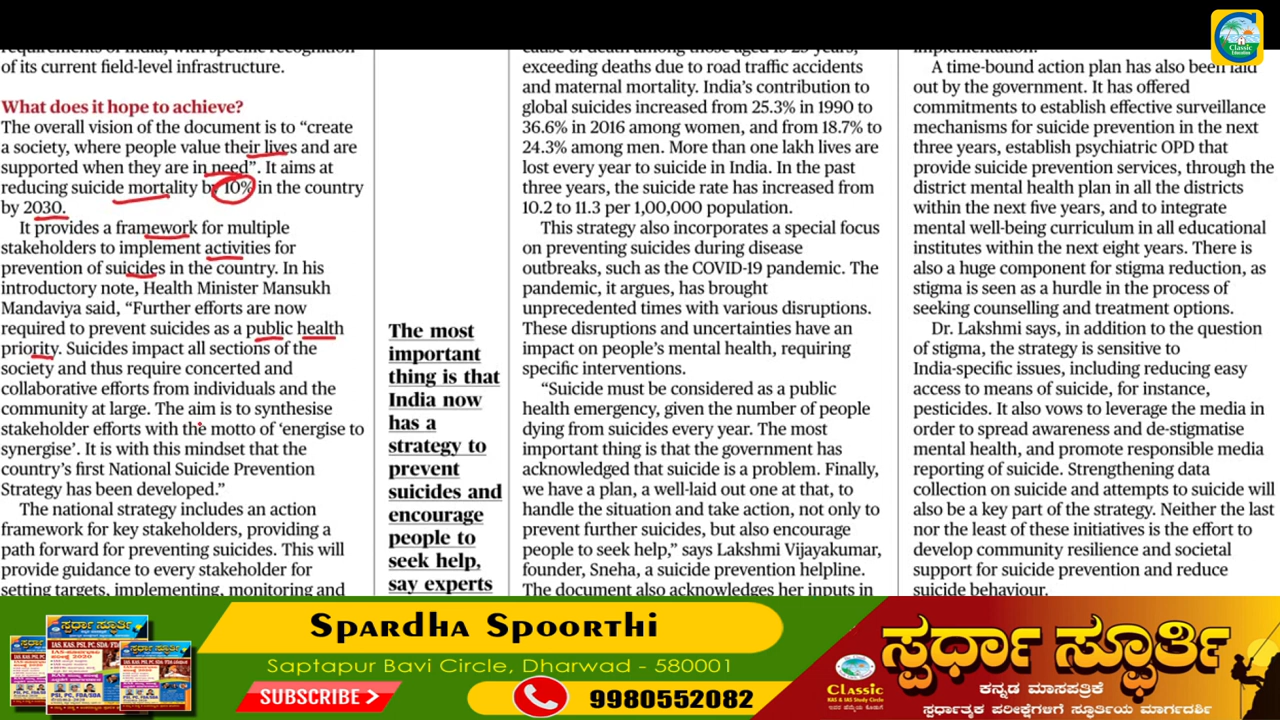 Classic
Education
of its current field-level infrastructure.
What does it hope to achieve?
The overall vision of the document is to “create
a society, where people value their lives and are
supported when they are in need”. It aims at
reducing suicide mortality by 10% in the country
by 2030.
It provides a framework for multiple
stakeholders to implement activities for
prevention of suicides in the country. In his
introductory note, Health Minister Mansukh
Mandaviya said, “Further efforts are now
required to prevent suicides as a public health
priority. Suicides impact all sections of the
society and thus require concerted and
collaborative efforts from individuals and the
community at large. The aim is to synthesise
stakeholder efforts with the motto of ‘energise to
synergise’. It is with this mindset that the
country’s first National Suicide Prevention
Strategy has been developed.”
The national strategy includes an action
framework for key stakeholders, providing a
path forward for preventing suicides. This will
provide guidance to every stakeholder for
setting targets, implementing, monitoring and
The most
important
thing is that
India now
has a
strategy to
prevent
suicides and
encourage
people to
seek help,
say experts
exceeding deaths due to road traffic accidents
and maternal mortality. India’s contribution to
global suicides increased from 25.3% in 1990 to
36.6% in 2016 among women, and from 18.7% to
24.3% among men. More than one lakh lives are
lost every year to suicide in India. In the past
three years, the suicide rate has increased from
10.2 to 11.3 per 1,00,000 population.
This strategy also incorporates a special focus
on preventing suicides during disease
outbreaks, such as the COVID-19 pandemic. The
pandemic, it argues, has brought
unprecedented times with various disruptions.
These disruptions and uncertainties have an
impact on people’s mental health, requiring
specific interventions.
“Suicide must be considered as a public
health emergency, given the number of people
dying from suicides every year. The most
important thing is that the government has
acknowledged that suicide is a problem. Finally,
we have a plan, a well-laid out one at that, to
handle the situation and take action, not only to
prevent further suicides, but also encourage
people to seek help,” says Lakshmi Vijayakumar,
founder, Sneha, a suicide prevention helpline.
The document also acknowledges her inputs in
A time-bound action plan has also been laid
out by the government. It has offered
commitments to establish effective surveillance
mechanisms for suicide prevention in the next
three years, establish psychiatric OPD that
provide suicide prevention services, through the
district mental health plan in all the districts
within the next five years, and to integrate
mental well-being curriculum in all educational
institutes within the next eight years. There is
also a huge component for stigma reduction, as
stigma is seen as a hurdle in the process of
seeking counselling and treatment options.
Dr. Lakshmi says, in addition to the question
of stigma, the strategy is sensitive to
India-specific issues, including reducing easy
access to means of suicide, for instance,
pesticides. It also vows to leverage the media in
order to spread awareness and de-stigmatise
mental health, and promote responsible media
reporting of suicide. Strengthening data
collection on suicide and attempts to suicide will
also be a key part of the strategy. Neither the last
nor the least of these initiatives is the effort to
develop community resilience and societal
support for suicide prevention and reduce
suicide behaviour.
Spardha Spoorthi
Saptapur Bavi Circle Dharwad - 580001
SUBSCRIBE
9980552082
Classic
KAS & IAS Study Circle
ಸ್ಪರ್ಧಾ ಸ್ಫೂರ್ತಿ
ಕನ್ನಡ ಮಾಸಪತ್ರಿಕೆ
ಸ್ಪರ್ಧಾತ್ಮಕ ಪರೀಕ್ಷೆಗಳಿಗೆ ಸ್ಫೂರ್ತಿಯ ಮಾರ್ಗದರ್ಶಿ